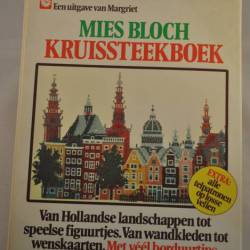 Een uitgave van Margriet
MIES BLOCH
KRUISSTEEKBOEK
EXTRA:
alle
telpatronen
op losse
vellen
Van Hollandse landschappen tot
speelse figuurtjes. Van wandkleden tot
wenskaarten. Met véél borduurtips